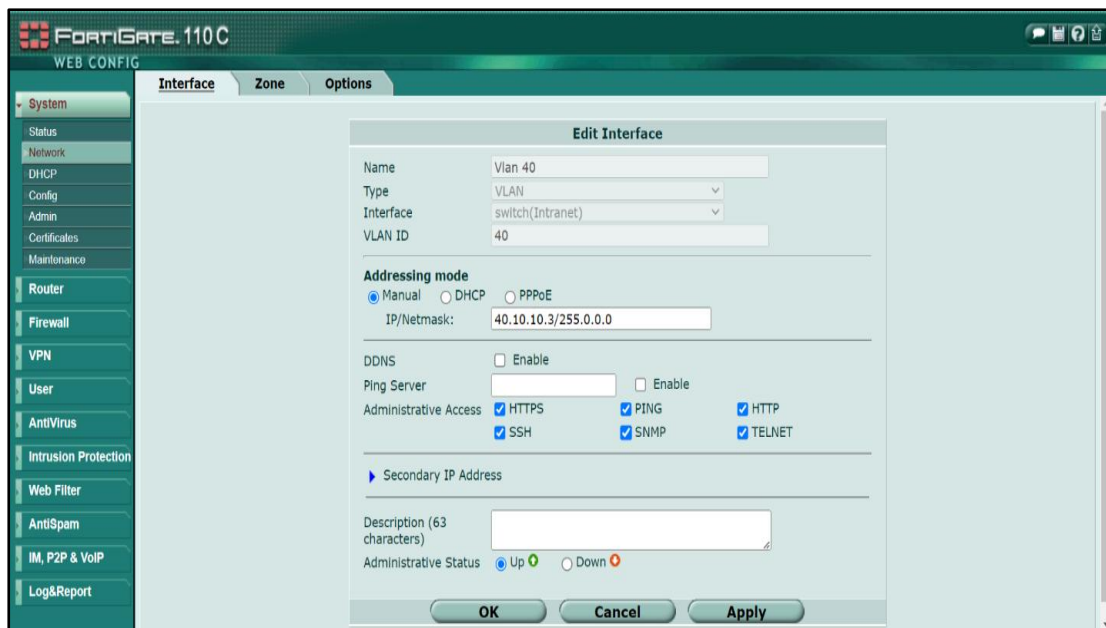 FORTIGATE. 110C
WEB CONFIG
Interface Zone Options
System
Status
Network
DHCP
Config
Admin
Certificates
Maintenance
Router
Firewall
VPN
User
AntiVirus
Intrusion Protection
Web Filter
AntiSpam
IM, P2P & VoIP
Log&Report
Edit Interface
Name Vlan 40
Type VLAN
Interface switch(Intranet)
VLAN ID 40
Addressing mode
Manual DHCP PPPoE
IP/Netmask: 40.10.10.3/255.0.0.0
DDNS Enable
Ping Server Enable
Administrative Access HTTPS PING HTTP
SSH SNMP TELNET
Secondary IP Address
Description (63
characters)
Administrative Status Up Down
OK Cancel Apply